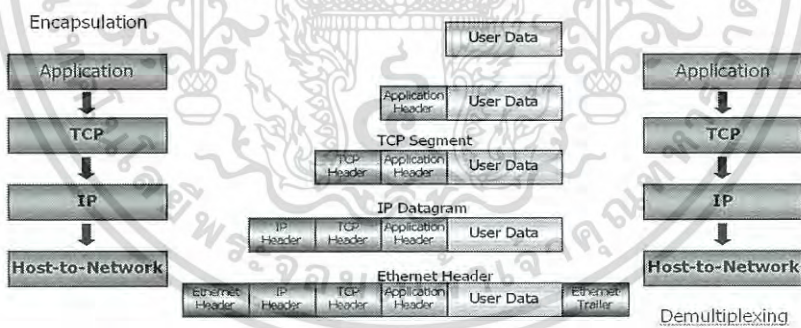 Encapsulation
User Data
Application
Application Header
User Data
Application
TCP Segment
TCP
TCP Header
Application Header
User Data
TCP
IP Datagram
IP
IP Header
TCP Header
Application Header
User Data
IP
Ethernet Header
Host-to-Network
Ethernet Header
IP Header
TCP Header
Application Header
User Data
Ethernet Trailer
Host-to-Network
Demultiplexing